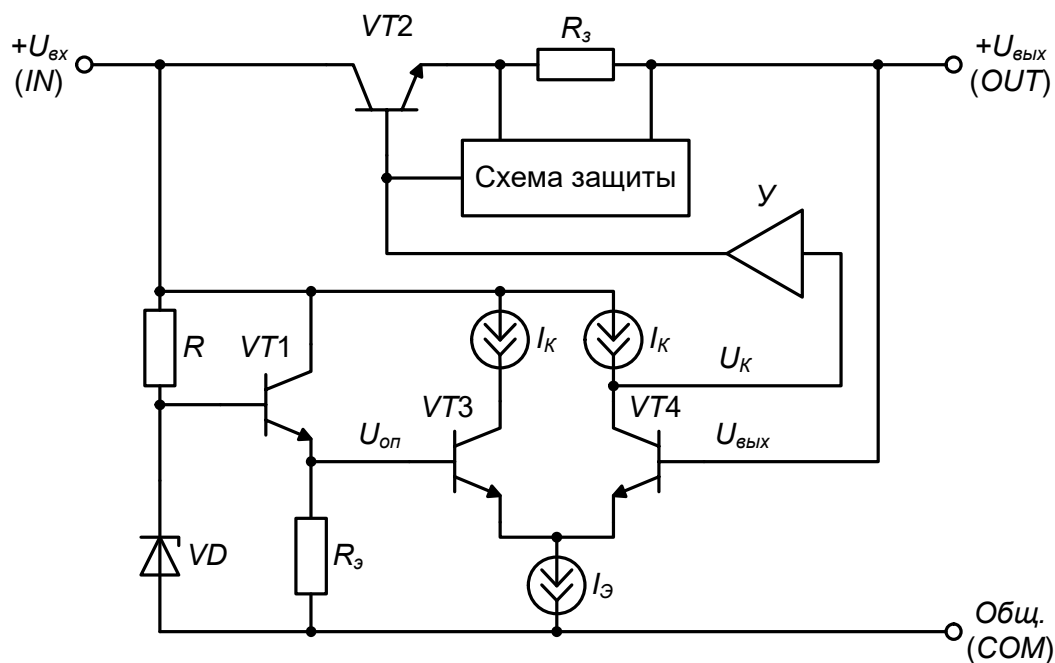 VT2
Rз
+Uвх
(IN)
+Uвых
(OUT)
Схема защиты
У
R
VT1
IК
IК
UК
VT3
VT4
Uоп
Uвых
VD
Rэ
IЭ
Общ.
(COM)